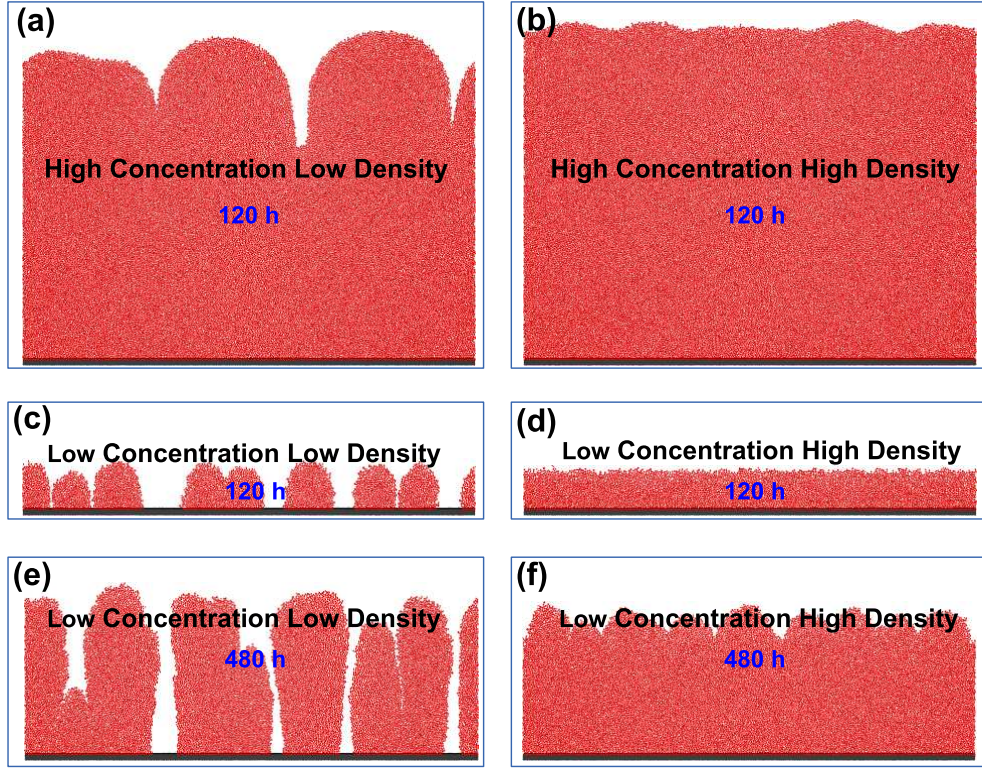 (a)
High Concentration Low Density
120 h
(b)
High Concentration High Density
120 h
(c)
Low Concentration Low Density
120 h
(d)
Low Concentration High Density
120 h
(e)
Low Concentration Low Density
480 h
(f)
Low Concentration High Density
480 h